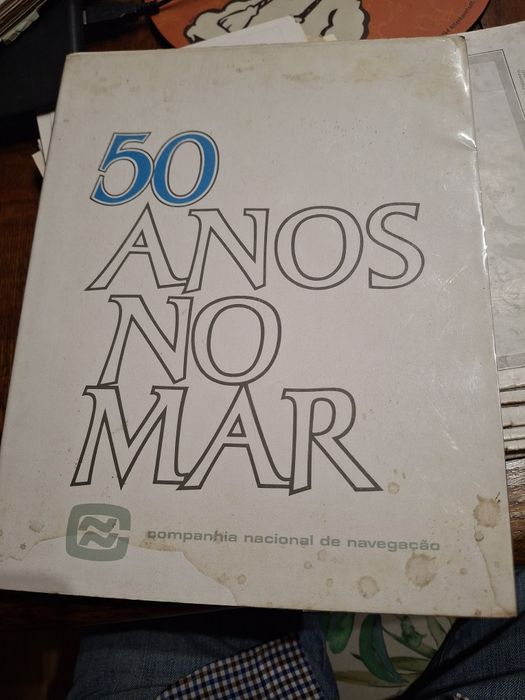 50
ANOS
NO
MAR
companhia nacional de navegação